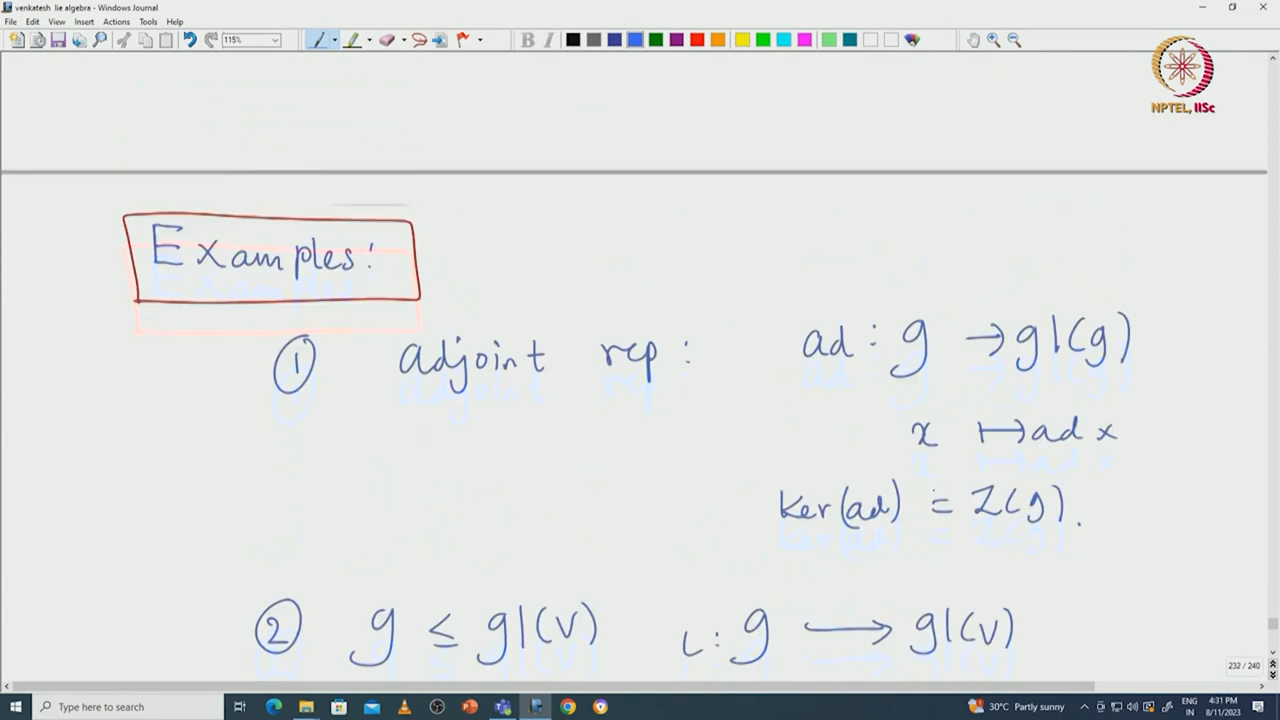 venkatesh lie algebra - Windows Journal
File Edit View Insert Actions Tools Help
115%
NPTEL, IISc
Examples:
① adjoint rep: ad: g → gl(g)
x ↦ ad x
Ker(ad) = Z(g).
② g ≤ gl(V) ι: g ⟶ gl(V)
232 / 240
Type here to search
30°C Partly sunny
ENG
IN
4:31 PM
8/11/2023